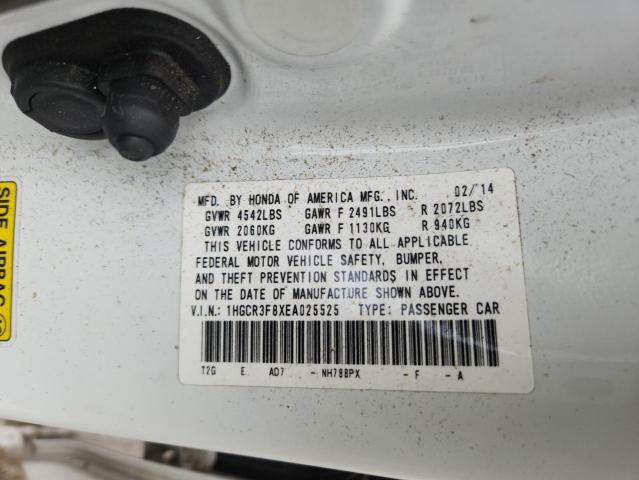 SIDE AIRBAG
MFD. BY HONDA OF AMERICA MFG., INC. 02/'14
GVWR 4542LBS GAWR F 2491LBS R 2072LBS
GVWR 2060KG GAWR F 1130KG R 940KG
THIS VEHICLE CONFORMS TO ALL APPLICABLE
FEDERAL MOTOR VEHICLE SAFETY, BUMPER,
AND THEFT PREVENTION STANDARDS IN EFFECT
ON THE DATE OF MANUFACTURE SHOWN ABOVE.
V.I.N.: 1HGCR3F8XEA025525 TYPE: PASSENGER CAR
T2G E AD7 - NH788PX - F - A